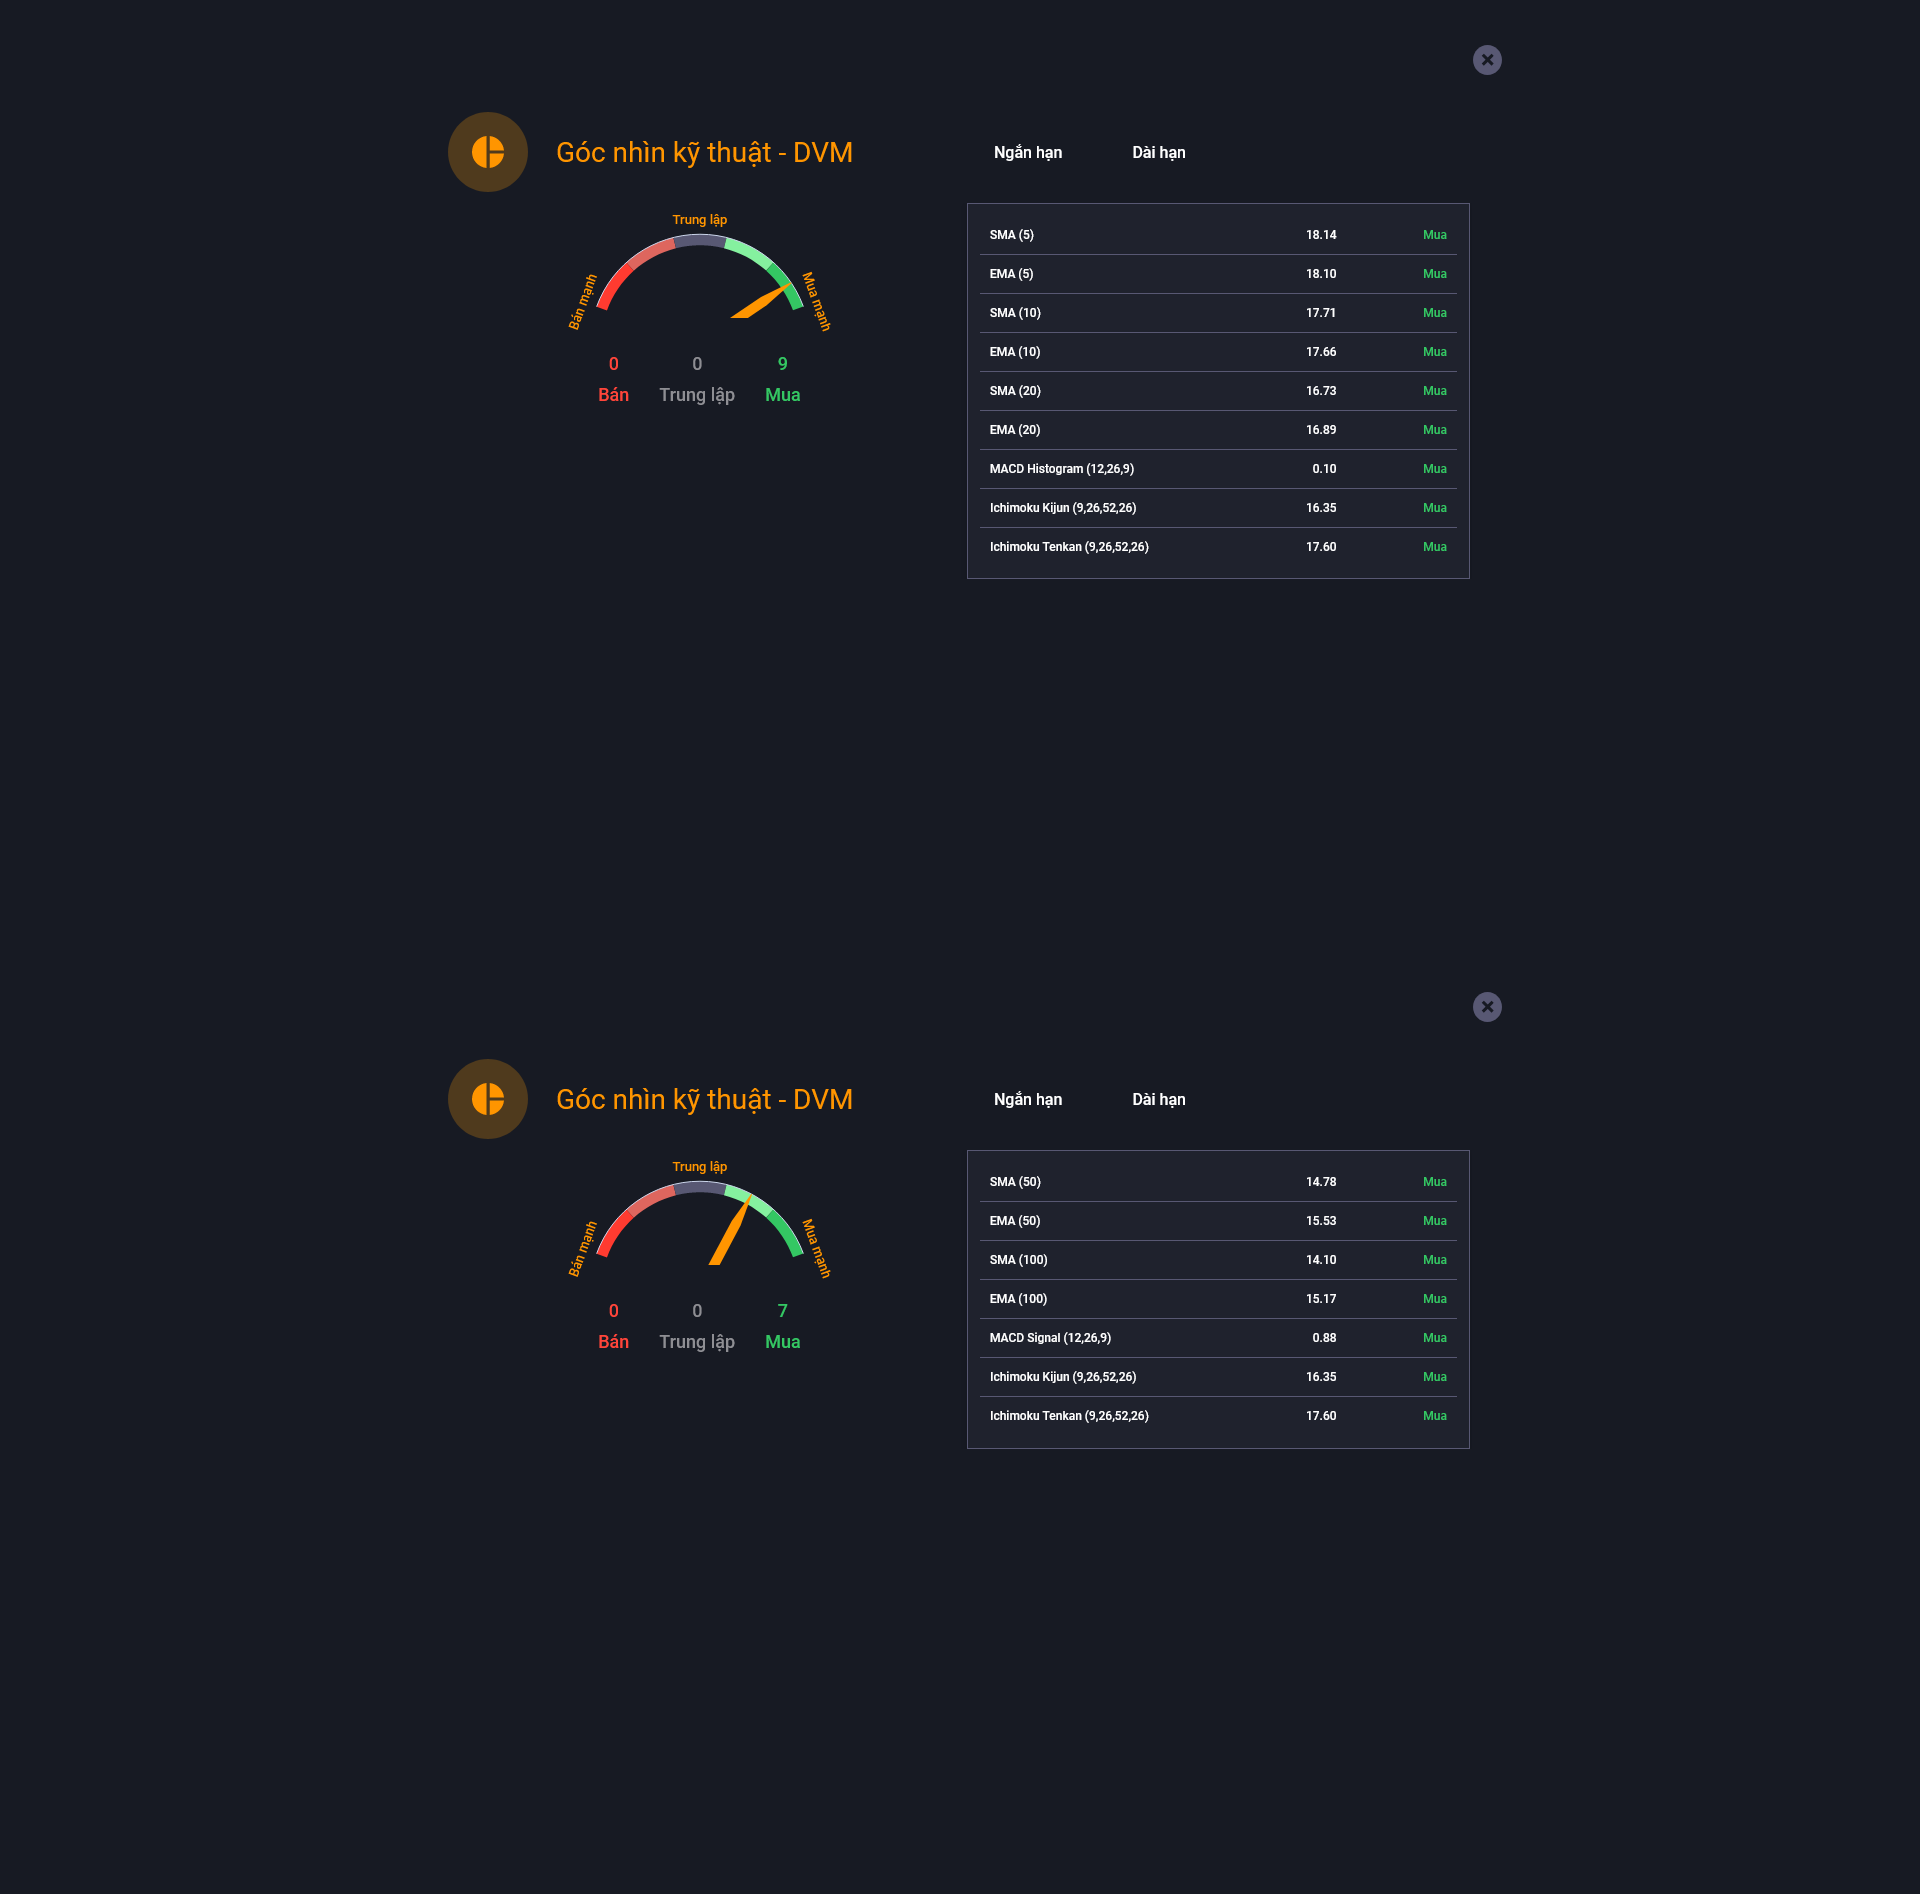 Góc nhìn kỹ thuật - DVM
Ngắn hạn Dài hạn
Trung lập
Bán mạnh
Mua mạnh
0 0 9
Bán Trung lập Mua
SMA (5) 18.14 Mua
EMA (5) 18.10 Mua
SMA (10) 17.71 Mua
EMA (10) 17.66 Mua
SMA (20) 16.73 Mua
EMA (20) 16.89 Mua
MACD Histogram (12,26,9) 0.10 Mua
Ichimoku Kijun (9,26,52,26) 16.35 Mua
Ichimoku Tenkan (9,26,52,26) 17.60 Mua
Góc nhìn kỹ thuật - DVM
Ngắn hạn Dài hạn
Trung lập
Bán mạnh
Mua mạnh
0 0 7
Bán Trung lập Mua
SMA (50) 14.78 Mua
EMA (50) 15.53 Mua
SMA (100) 14.10 Mua
EMA (100) 15.17 Mua
MACD Signal (12,26,9) 0.88 Mua
Ichimoku Kijun (9,26,52,26) 16.35 Mua
Ichimoku Tenkan (9,26,52,26) 17.60 Mua